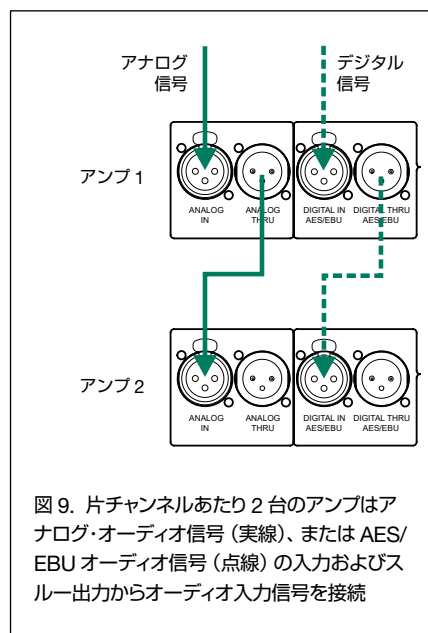 アナログ
信号
デジタル
信号
アンプ 1
ANALOG
IN
ANALOG
THRU
DIGITAL IN
AES/EBU
DIGITAL THRU
AES/EBU
アンプ 2
ANALOG
IN
ANALOG
THRU
DIGITAL IN
AES/EBU
DIGITAL THRU
AES/EBU
図 9. 片チャンネルあたり 2 台のアンプはア
ナログ・オーディオ信号（実線）、または AES/
EBU オーディオ信号（点線）の入力およびス
ルー出力からオーディオ入力信号を接続